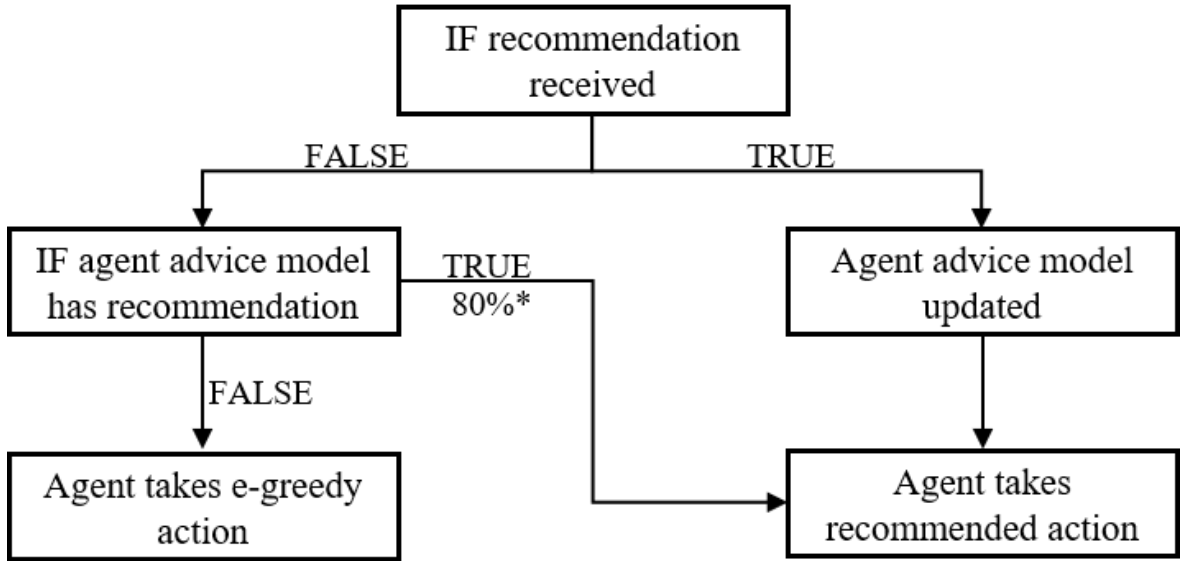 IF recommendation
received
FALSE
TRUE
IF agent advice model
has recommendation
TRUE
80%*
Agent advice model
updated
FALSE
Agent takes e-greedy
action
Agent takes
recommended action